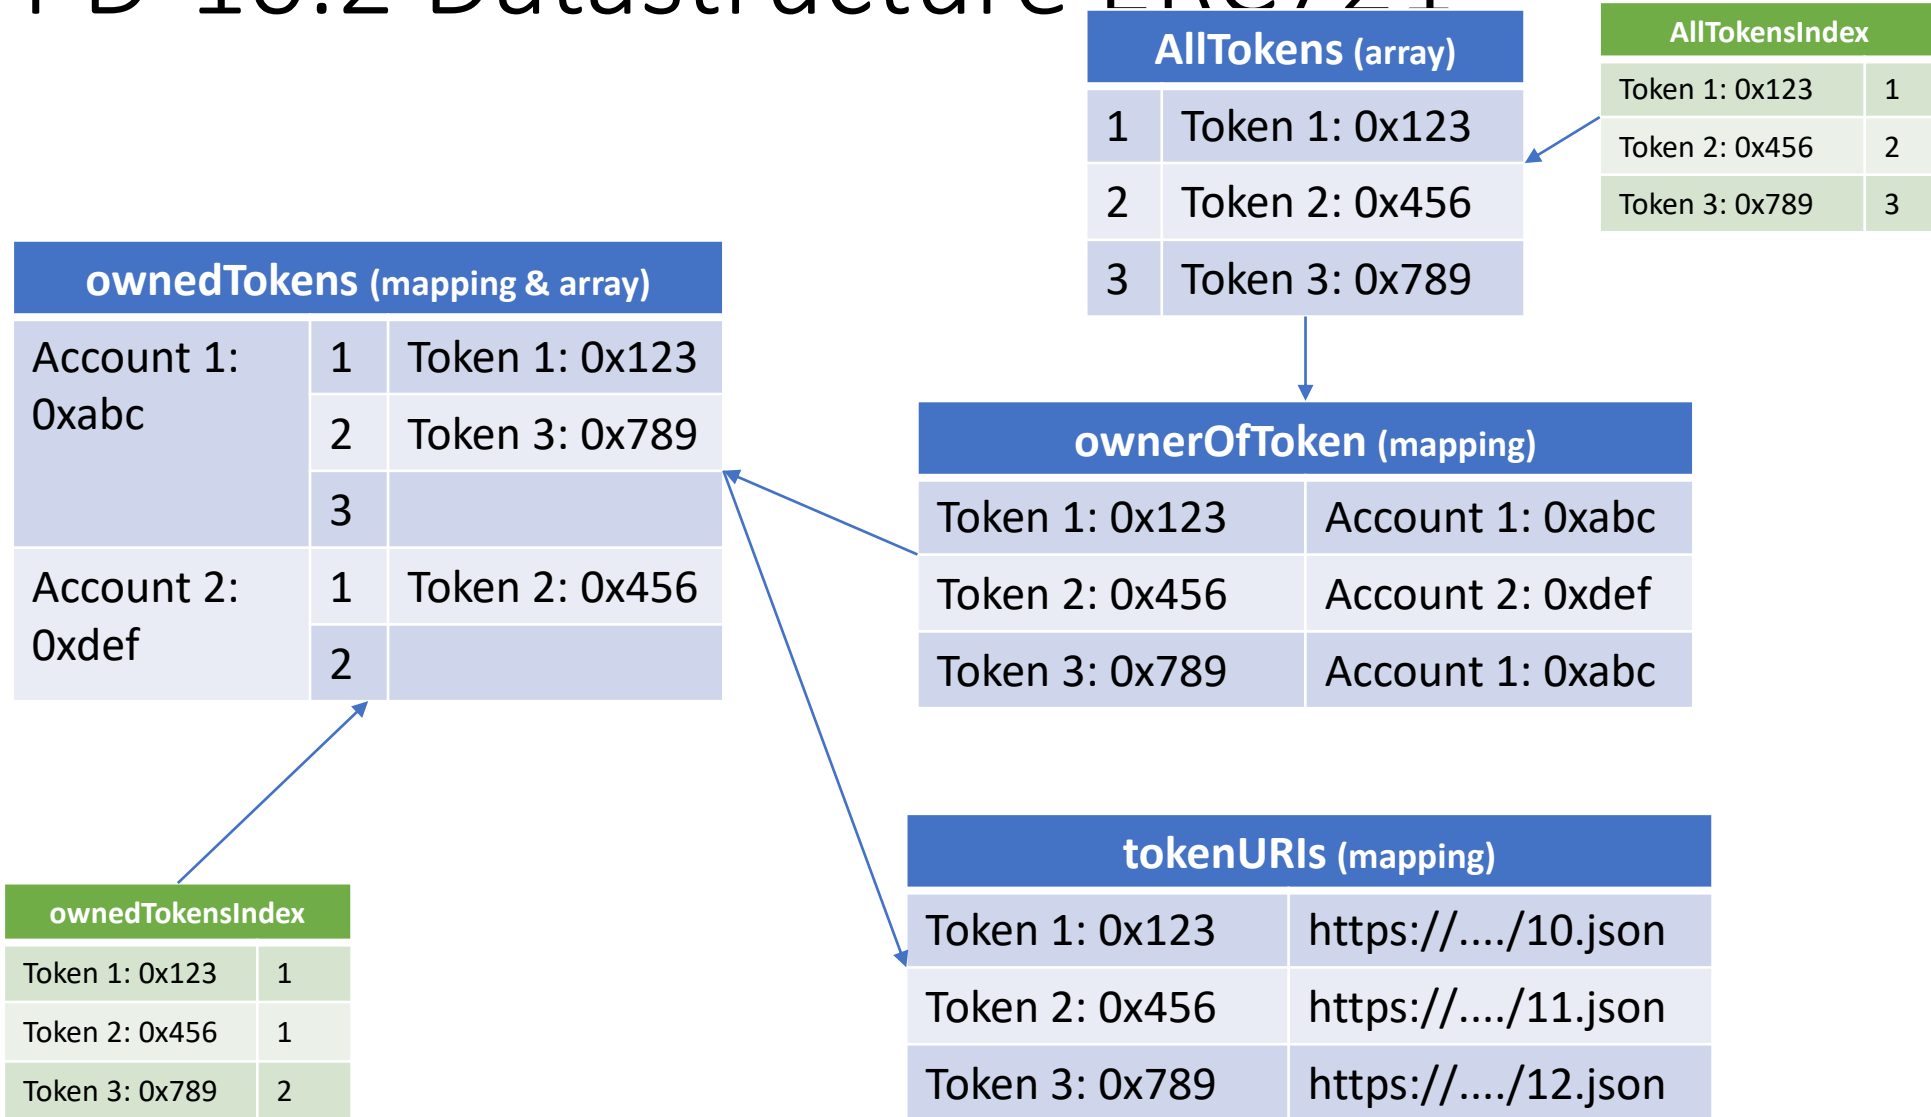 18.2 Datastructure ERC721
AllTokens (array)
1 Token 1: 0x123
2 Token 2: 0x456
3 Token 3: 0x789
AllTokensIndex
Token 1: 0x123 1
Token 2: 0x456 2
Token 3: 0x789 3
ownedTokens (mapping & array)
Account 1: 0xabc
1 Token 1: 0x123
2 Token 3: 0x789
3
Account 2: 0xdef
1 Token 2: 0x456
2
ownerOfToken (mapping)
Token 1: 0x123 Account 1: 0xabc
Token 2: 0x456 Account 2: 0xdef
Token 3: 0x789 Account 1: 0xabc
ownedTokensIndex
Token 1: 0x123 1
Token 2: 0x456 1
Token 3: 0x789 2
tokenURIs (mapping)
Token 1: 0x123 https://..../10.json
Token 2: 0x456 https://..../11.json
Token 3: 0x789 https://..../12.json